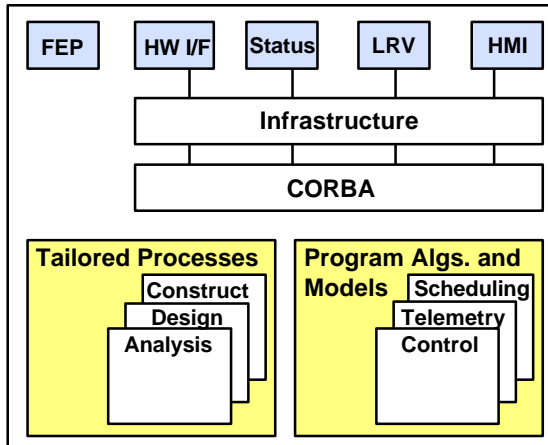 FEP
HW I/F
Status
LRV
HMI
Infrastructure
CORBA
Tailored Processes
Construct
Design
Analysis
Program Algs. and
Models
Scheduling
Telemetry
Control